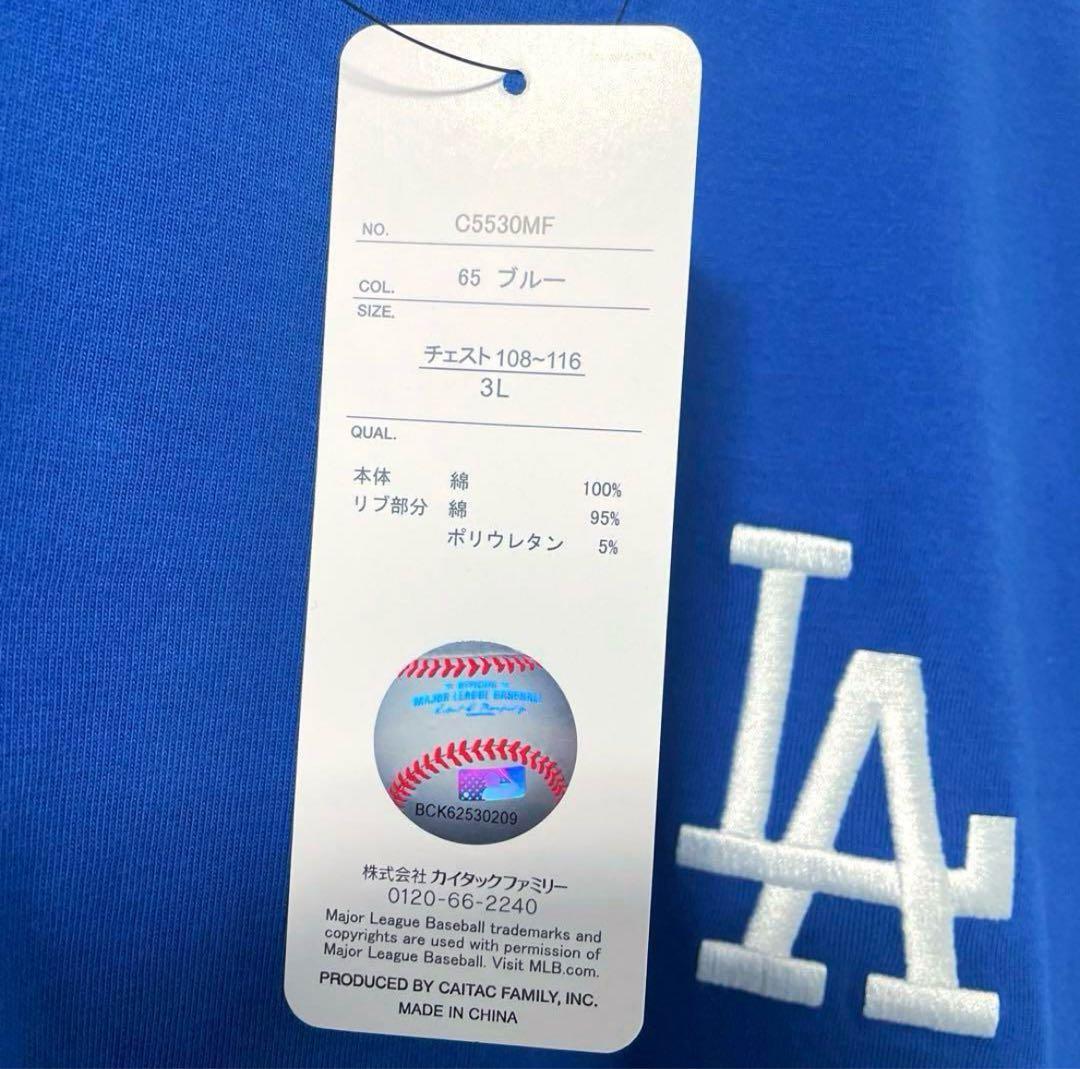 NO. C5530MF
COL. 65 ブルー
SIZE.
チェスト 108~116
3L
QUAL.
本体 綿 100%
リブ部分 綿 95%
ポリウレタン 5%
MAJOR LEAGUE BASEBALL
BCK62530209
株式会社 カイタックファミリー
0120-66-2240
Major League Baseball trademarks and
copyrights are used with permission of
Major League Baseball. Visit MLB.com.
PRODUCED BY CAITAC FAMILY, INC.
MADE IN CHINA
LA